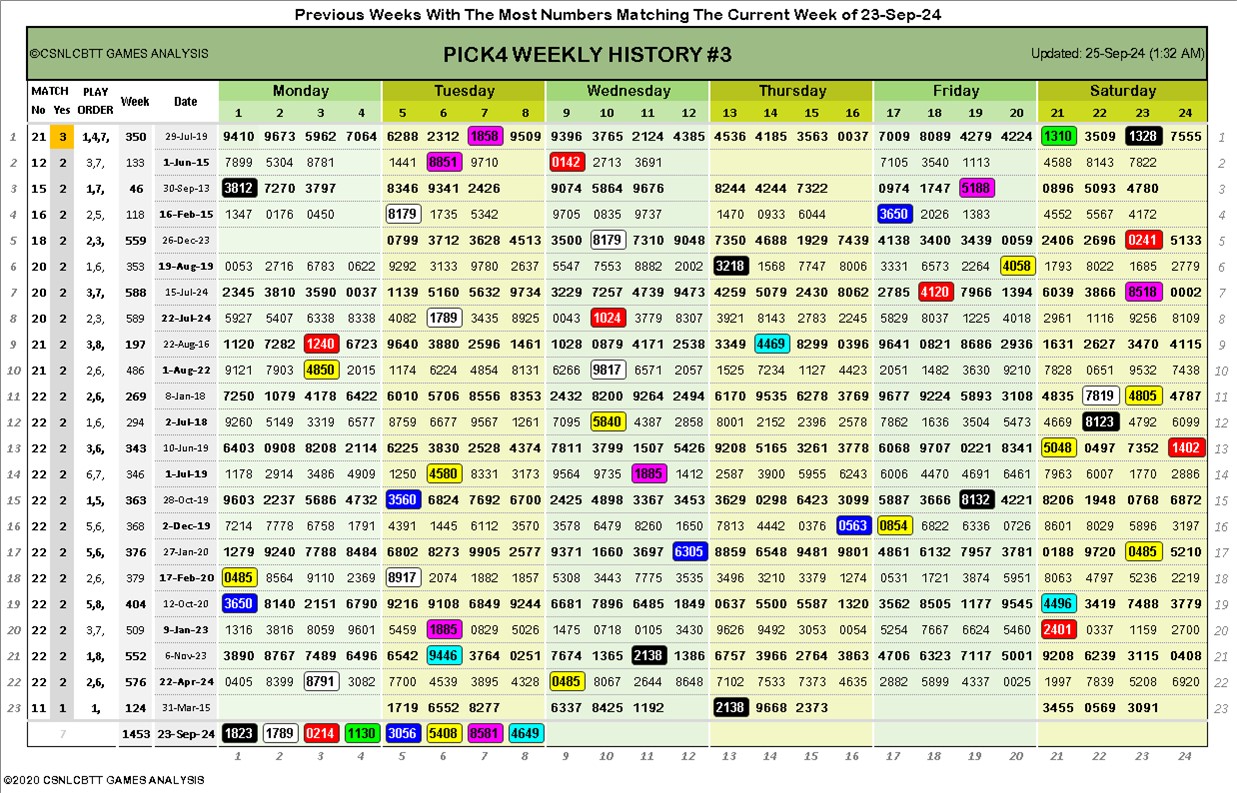 Previous Weeks With The Most Numbers Matching The Current Week of 23-Sep-24
©CSNLCBTT GAMES ANALYSIS PICK4 WEEKLY HISTORY #3 Updated: 25-Sep-24 (1:32 AM)
MATCH PLAY Week Date Monday Tuesday Wednesday Thursday Friday Saturday
No Yes ORDER 1 2 3 4 5 6 7 8 9 10 11 12 13 14 15 16 17 18 19 20 21 22 23 24
1 21 3 1,4,7, 350 29-Jul-19 9410 9673 5962 7064 6288 2312 1858 9509 9396 3765 2124 4385 4536 4185 3563 0037 7009 8089 4279 4224 1310 3509 1328 7555 1
2 12 2 3,7, 133 1-Jun-15 7899 5304 8781 1441 8851 9710 0142 2713 3691 7105 3540 1113 4588 8143 7822 2
3 15 2 1,7, 46 30-Sep-13 3812 7270 3797 8346 9341 2426 9074 5864 9676 8244 4244 7322 0974 1747 5188 0896 5093 4780 3
4 16 2 2,5, 118 16-Feb-15 1347 0176 0450 8179 1735 5342 9705 0835 9737 1470 0933 6044 3650 2026 1383 4552 5567 4172 4
5 18 2 2,3, 559 26-Dec-23 0799 3712 3628 4513 3500 8179 7310 9048 7350 4688 1929 7439 4138 3400 3439 0059 2406 2696 0241 5133 5
6 20 2 1,6, 353 19-Aug-19 0053 2716 6783 0622 9292 3133 9780 2637 5547 7553 8882 2002 3218 1568 7747 8006 3331 6573 2264 4058 1793 8022 1685 2779 6
7 20 2 3,7, 588 15-Jul-24 2345 3810 3590 0037 1139 5160 5632 9734 3229 7257 4739 9473 4259 5079 2430 8062 2785 4120 7966 1394 6039 3866 8518 0002 7
8 20 2 2,3, 589 22-Jul-24 5927 5407 6338 8338 4082 1789 3435 8925 0043 1024 3779 8307 3921 8143 2783 2245 5829 8037 1225 4018 2961 1116 9256 8109 8
9 21 2 3,8, 197 22-Aug-16 1120 7282 1240 6723 9640 3880 2596 1461 1028 0879 4171 2538 3349 4469 8299 0396 9641 0821 8686 2936 1631 2627 3470 4115 9
10 21 2 2,6, 486 1-Aug-22 9121 7903 4850 2015 1174 6224 4854 8131 6266 9817 6571 2057 1525 7234 1127 4423 2051 1482 3630 9210 7828 0651 9532 7438 10
11 22 2 2,6, 269 8-Jan-18 7250 1079 4178 6422 6010 5706 8556 8353 2432 8200 9264 2494 6170 9535 6278 3769 9677 9224 5893 3108 4835 7819 4805 4787 11
12 22 2 1,6, 294 2-Jul-18 9260 5149 3319 6577 8759 6677 9567 1261 7095 5840 4387 2858 8001 2152 2396 2578 7862 1636 3504 5473 4669 8123 4792 6099 12
13 22 2 3,6, 343 10-Jun-19 6403 0908 8208 2114 6225 3830 2528 4374 7811 3799 1507 5426 9208 5165 3261 3778 6068 9707 0221 8341 5048 0497 7352 1402 13
14 22 2 6,7, 346 1-Jul-19 1178 2914 3486 4909 1250 4580 8331 3173 9564 9735 1885 1412 2587 3900 5955 6243 6006 4470 4691 6461 7963 0107 1770 2886 14
15 22 2 1,5, 363 28-Oct-19 9603 2237 5686 4732 3560 6824 7692 6700 2425 4898 3367 3453 3629 0298 6423 3099 5887 3666 8132 4221 8206 1948 0768 6872 15
16 22 2 5,6, 368 2-Dec-19 7214 7778 6758 1791 4391 1445 6112 3570 3578 6479 8260 1650 7813 4442 0376 0563 0854 6822 6336 0726 8601 8029 5896 3197 16
17 22 2 5,6, 376 27-Jan-20 1279 9240 7788 8484 6802 8273 9905 2577 9371 1660 3697 6305 8859 6548 9481 9801 4861 6132 7957 3781 0188 9720 0485 5210 17
18 22 2 2,6, 379 17-Feb-20 0485 8564 9110 2369 8917 2074 1882 1857 5308 3443 7775 3535 3496 3210 3379 1274 0531 1721 3874 5951 8063 4797 5236 2219 18
19 22 2 5,8, 404 12-Oct-20 3650 8140 2151 6790 9216 9108 6849 9244 6681 7898 6485 1849 0637 5500 5587 1320 3562 8505 1177 9545 4496 3419 7488 3779 19
20 22 2 3,7, 509 9-Jan-23 1316 3816 8059 9601 5459 1885 0829 5026 1475 0718 0105 3430 9626 9492 3053 0054 5254 7667 6624 5460 2401 0337 1159 2700 20
21 22 2 1,8, 552 6-Nov-23 3890 8767 7489 6496 6542 9446 3764 0251 7674 1365 2138 1386 6757 3966 2764 3863 4706 6323 7117 5001 9208 6239 3115 0408 21
22 22 2 2,6, 576 22-Apr-24 0405 8399 8791 3082 7700 4539 3895 4328 0485 8067 2644 8648 7102 7533 7373 4635 2882 5899 4337 0025 1997 7839 5208 6920 22
23 11 1 1, 124 31-Mar-15 1719 6552 8277 6337 8425 1192 2138 9668 2373 3455 0569 3091 23
7 1453 23-Sep-24 1823 1789 0214 1130 3056 5408 8581 4649
1 2 3 4 5 6 7 8 9 10 11 12 13 14 15 16 17 18 19 20 21 22 23 24
©2020 CSNLCBTT GAMES ANALYSIS